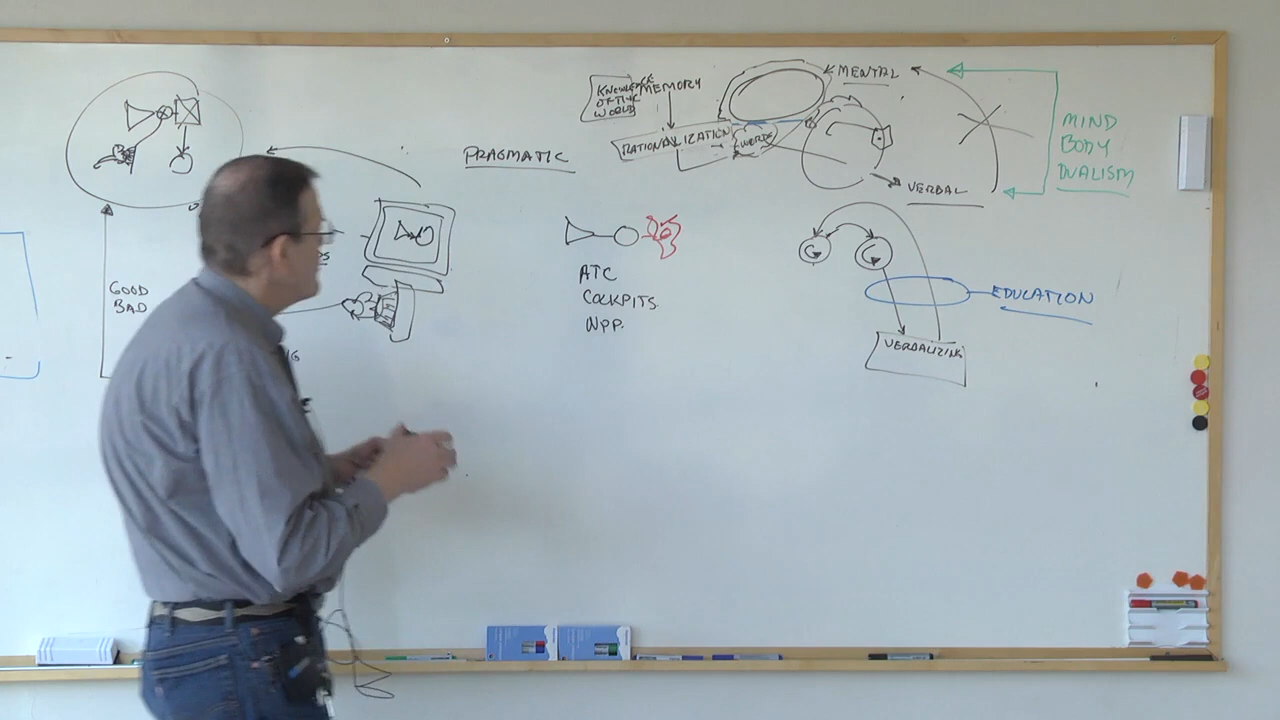 KNOWLEDGE
OF THE
WORLD
MEMORY
MENTAL
RATIONALIZATION
WORDS
PRAGMATIC
VERBAL
MIND
BODY
DUALISM
GOOD
BAD
ATC
COCKPITS
NPP.
EDUCATION
VERBALIZING